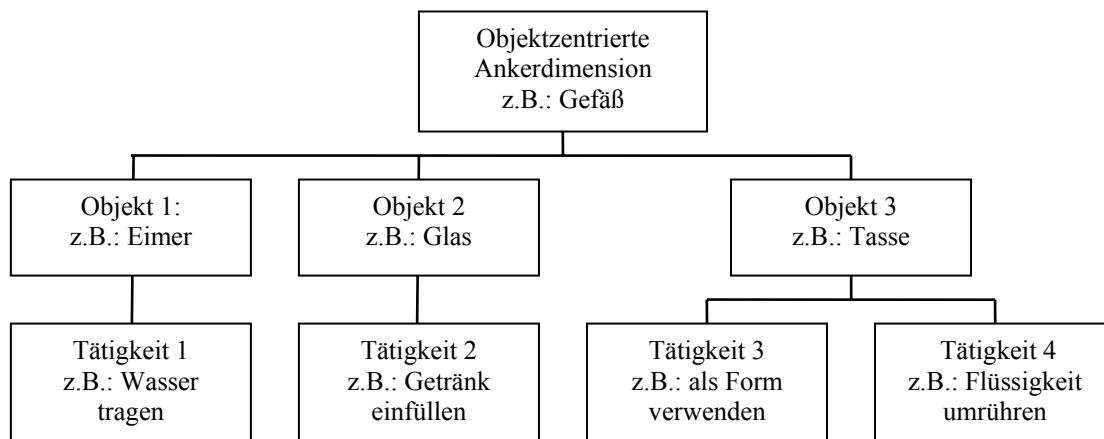 Objektzentrierte
Ankerdimension
z.B.: Gefäß
Objekt 1:
z.B.: Eimer
Objekt 2
z.B.: Glas
Objekt 3
z.B.: Tasse
Tätigkeit 1
z.B.: Wasser
tragen
Tätigkeit 2
z.B.: Getränk
einfüllen
Tätigkeit 3
z.B.: als Form
verwenden
Tätigkeit 4
z.B.: Flüssigkeit
umrühren